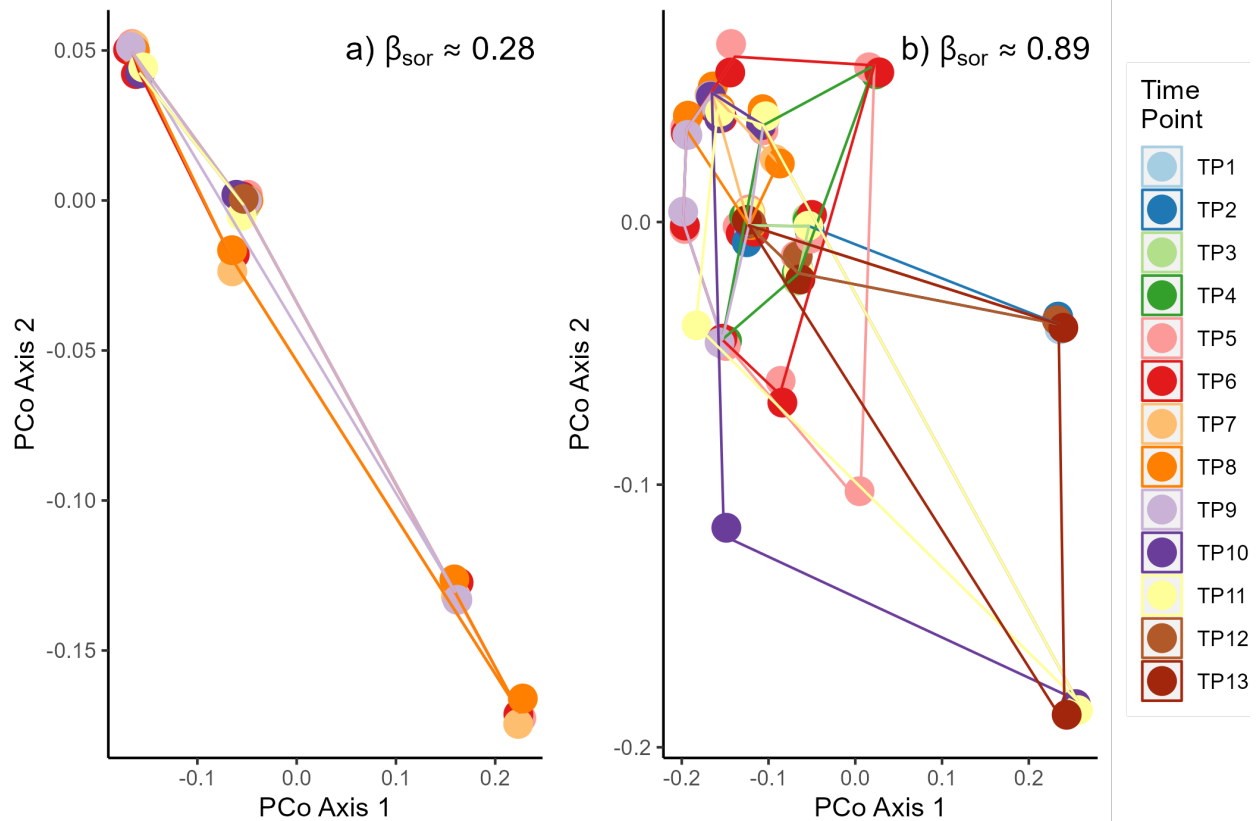 a) βsor ≈ 0.28
0.05
0.00
-0.05
-0.10
-0.15
PCo Axis 2
-0.1 0.0 0.1 0.2
PCo Axis 1
b) βsor ≈ 0.89
0.0
-0.1
-0.2
PCo Axis 2
-0.2 -0.1 0.0 0.1 0.2
PCo Axis 1
Time
Point
TP1
TP2
TP3
TP4
TP5
TP6
TP7
TP8
TP9
TP10
TP11
TP12
TP13